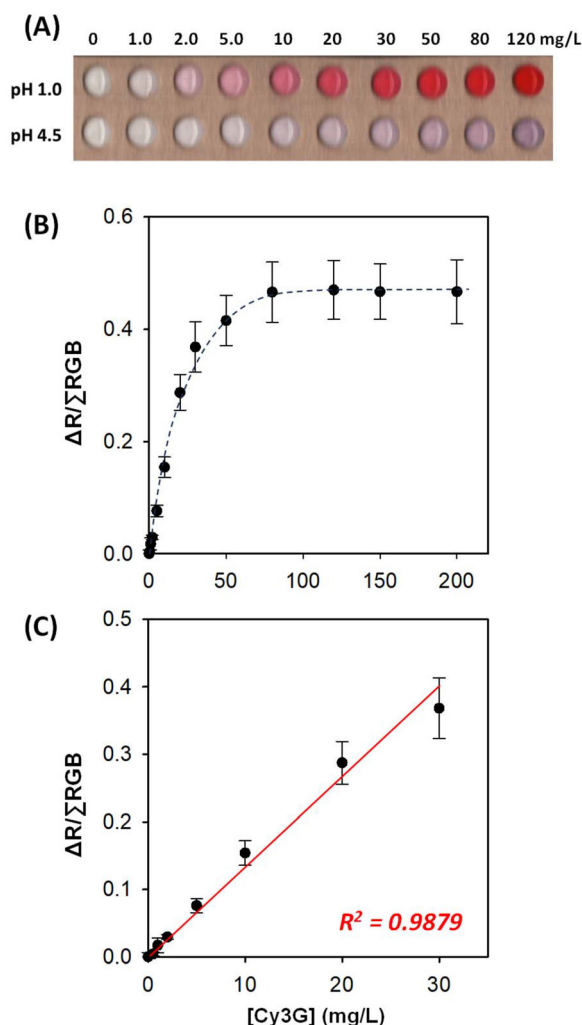 (A)
0 1.0 2.0 5.0 10 20 30 50 80 120 mg/L
pH 1.0
pH 4.5
(B)
0.6
0.4
0.2
0.0
ΔR/∑RGB
0 50 100 150 200
(C)
0.5
0.4
0.3
0.2
0.1
0.0
ΔR/∑RGB
R² = 0.9879
0 10 20 30
[Cy3G] (mg/L)